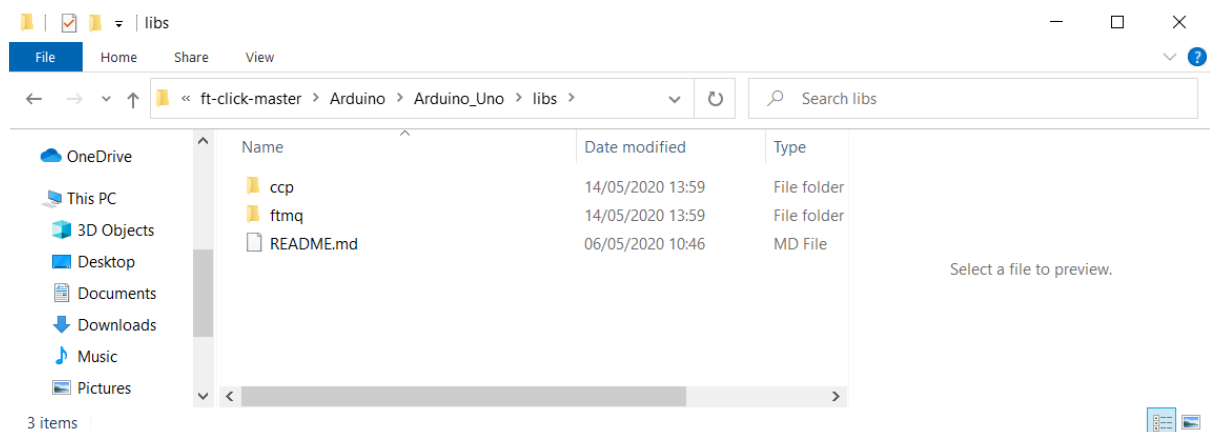 libs
File Home Share View
« ft-click-master > Arduino > Arduino_Uno > libs > Search libs
OneDrive
This PC
3D Objects
Desktop
Documents
Downloads
Music
Pictures
Name Date modified Type
ccp 14/05/2020 13:59 File folder
ftmq 14/05/2020 13:59 File folder
README.md 06/05/2020 10:46 MD File
Select a file to preview.
3 items